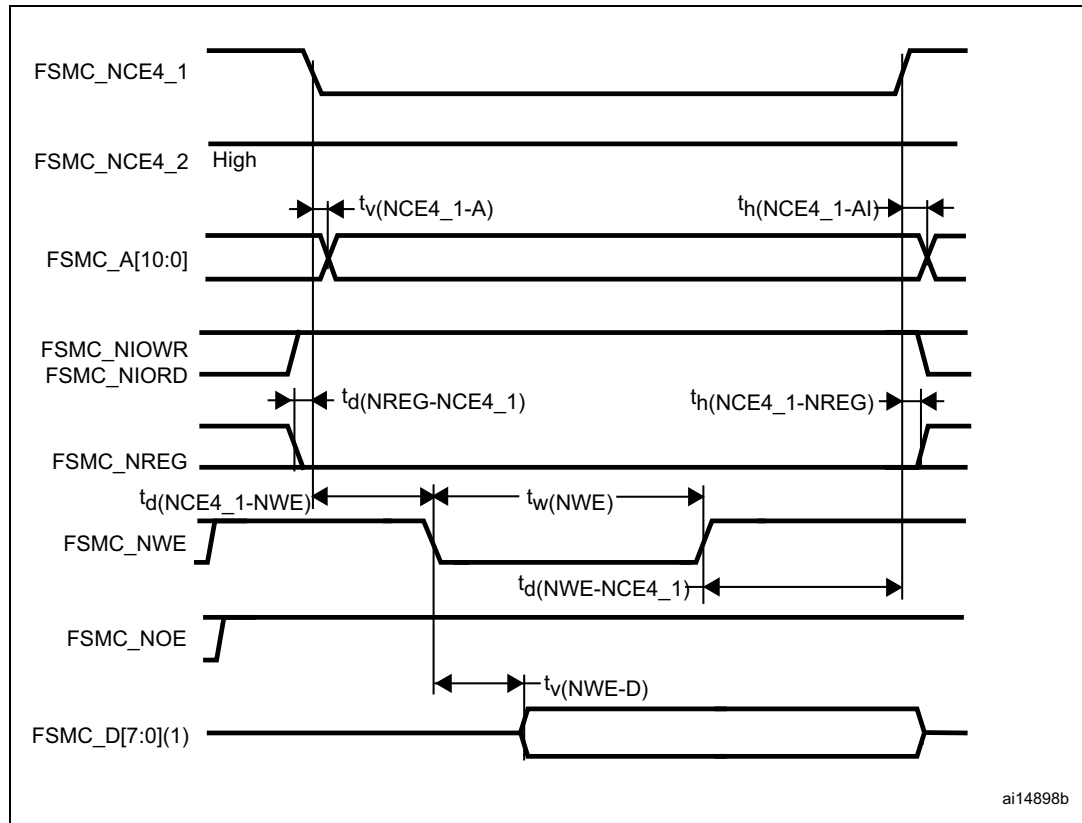 FSMC_NCE4_1
FSMC_NCE4_2 High
tv(NCE4_1-A) th(NCE4_1-AI)
FSMC_A[10:0]
FSMC_NIOWR
FSMC_NIORD
td(NREG-NCE4_1) th(NCE4_1-NREG)
FSMC_NREG
td(NCE4_1-NWE) tw(NWE)
FSMC_NWE
td(NWE-NCE4_1)
FSMC_NOE
tv(NWE-D)
FSMC_D[7:0](1)
ai14898b